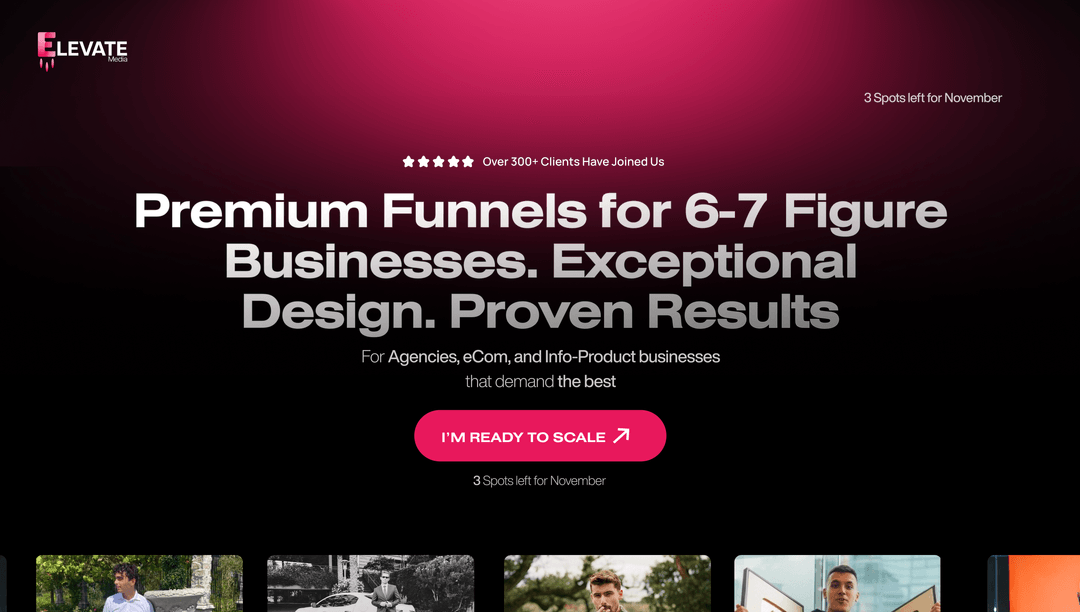 ELEVATE
Media
3 Spots left for November
Over 300+ Clients Have Joined Us
Premium Funnels for 6-7 Figure
Businesses. Exceptional
Design. Proven Results
For Agencies, eCom, and Info-Product businesses
that demand the best
I'M READY TO SCALE
3 Spots left for November